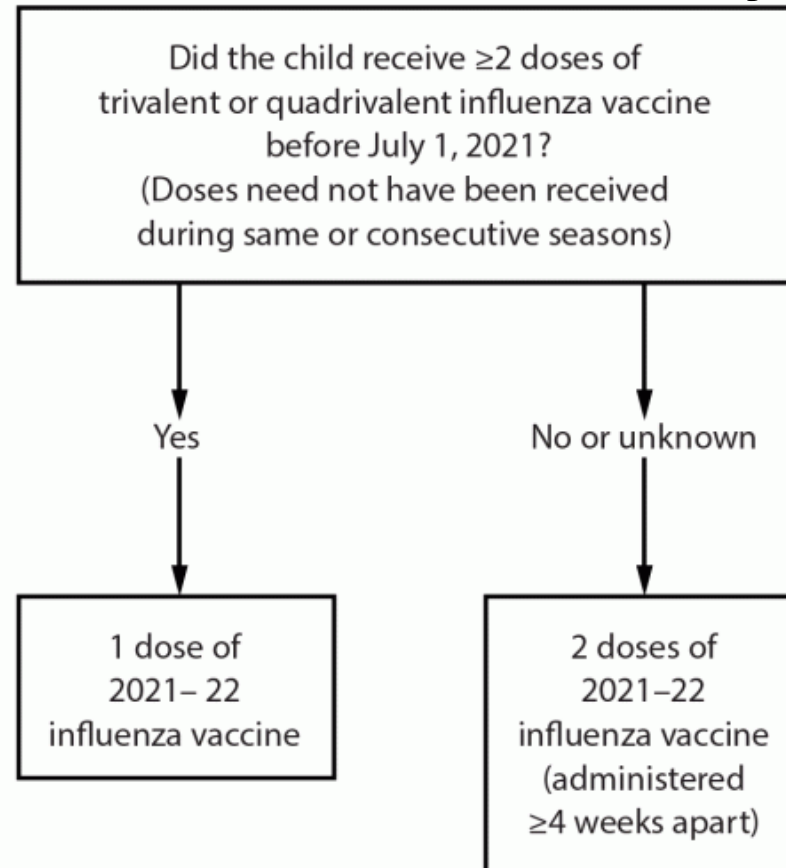 Did the child receive ≥2 doses of
trivalent or quadrivalent influenza vaccine
before July 1, 2021?
(Doses need not have been received
during same or consecutive seasons)
Yes
No or unknown
1 dose of
2021– 22
influenza vaccine
2 doses of
2021–22
influenza vaccine
(administered
≥4 weeks apart)